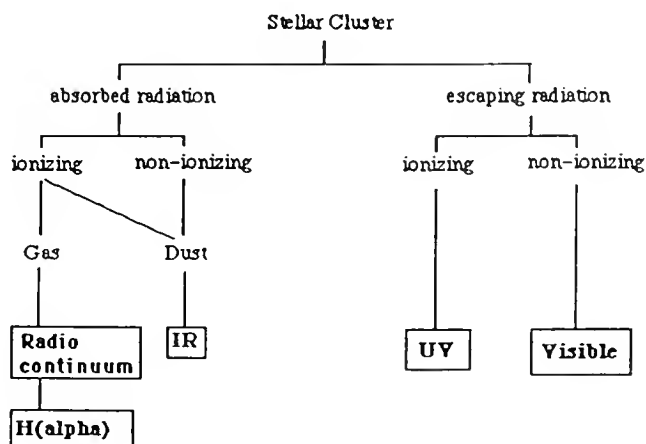 Stellar Cluster
absorbed radiation
escaping radiation
ionizing
non-ionizing
ionizing
non-ionizing
Gas
Dust
Radio
continuum
IR
UV
Visible
H(alpha)